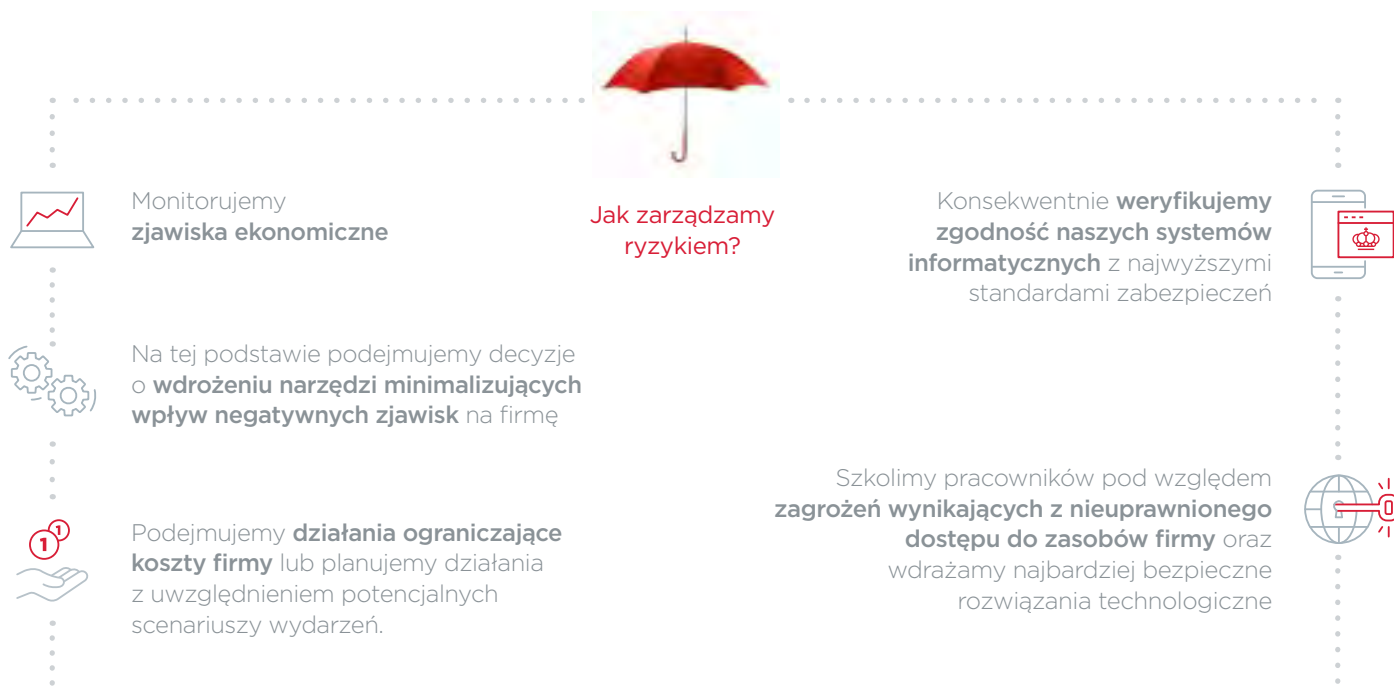 Jak zarządzamy
ryzykiem?
Monitorujemy
zjawiska ekonomiczne
Na tej podstawie podejmujemy decyzje
o wdrożeniu narzędzi minimalizujących
wpływ negatywnych zjawisk na firmę
1
1
Podejmujemy działania ograniczające
koszty firmy lub planujemy działania
z uwzględnieniem potencjalnych
scenariuszy wydarzeń.
Konsekwentnie weryfikujemy
zgodność naszych systemów
informatycznych z najwyższymi
standardami zabezpieczeń
Szkolimy pracowników pod względem
zagrożeń wynikających z nieuprawnionego
dostępu do zasobów firmy oraz
wdrażamy najbardziej bezpieczne
rozwiązania technologiczne